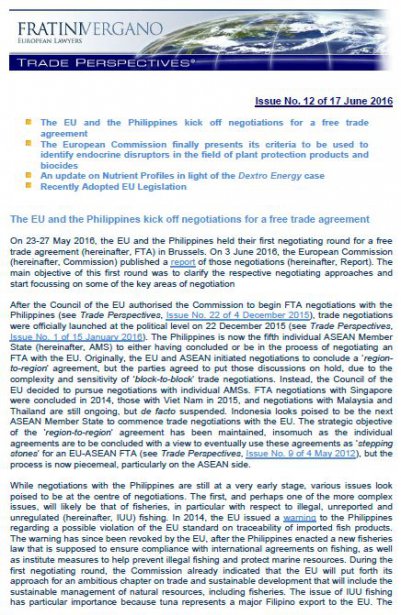 FRATINIVERGANO
EUROPEAN LAWYERS
TRADE PERSPECTIVES®
Issue No. 12 of 17 June 2016
The EU and the Philippines kick off negotiations for a free trade
agreement
The European Commission finally presents its criteria to be used to
identify endocrine disruptors in the field of plant protection products and
biocides
An update on Nutrient Profiles in light of the Dextro Energy case
Recently Adopted EU Legislation
The EU and the Philippines kick off negotiations for a free trade agreement
On 23-27 May 2016, the EU and the Philippines held their first negotiating round for a free
trade agreement (hereinafter, FTA) in Brussels. On 3 June 2016, the European Commission
(hereinafter, Commission) published a report of those negotiations (hereinafter, Report). The
main objective of this first round was to clarify the respective negotiating approaches and
start focussing on some of the key areas of negotiation
After the Council of the EU authorised the Commission to begin FTA negotiations with the
Philippines (see Trade Perspectives, Issue No. 22 of 4 December 2015), trade negotiations
were officially launched at the political level on 22 December 2015 (see Trade Perspectives,
Issue No. 1 of 15 January 2016). The Philippines is now the fifth individual ASEAN Member
State (hereinafter, AMS) to either having concluded or be in the process of negotiating an
FTA with the EU. Originally, the EU and ASEAN initiated negotiations to conclude a 'region-
to-region' agreement, but the parties agreed to put those discussions on hold, due to the
complexity and sensitivity of 'block-to-block' trade negotiations. Instead, the Council of the
EU decided to pursue negotiations with individual AMSs. FTA negotiations with Singapore
were concluded in 2014, those with Viet Nam in 2015, and negotiations with Malaysia and
Thailand are still ongoing, but de facto suspended. Indonesia looks poised to be the next
ASEAN Member State to commence trade negotiations with the EU. The strategic objective
of the 'region-to-region' agreement has been maintained, insomuch as the individual
agreements are to be concluded with a view to eventually use these agreements as 'stepping
stones' for an EU-ASEAN FTA (see Trade Perspectives, Issue No. 9 of 4 May 2012), but the
process is now piecemeal, particularly on the ASEAN side.
While negotiations with the Philippines are still at a very early stage, various issues look
poised to be at the centre of negotiations. The first, and perhaps one of the more complex
issues, will likely be that of fisheries, in particular with respect to illegal, unreported and
unregulated (hereinafter, IUU) fishing. In 2014, the EU issued a warning to the Philippines
regarding a possible violation of the EU standard on traceability of imported fish products.
The warning has since been revoked by the EU, after the Philippines enacted a new fisheries
law that is supposed to ensure compliance with international agreements on fishing, as well
as institute measures to help prevent illegal fishing and protect marine resources. During the
first negotiating round, the Commission already indicated that the EU will put forth its
approach for an ambitious chapter on trade and sustainable development that will include the
sustainable management of natural resources, including fisheries. The issue of IUU fishing
has particular importance because tuna represents a major Filipino export to the EU. The